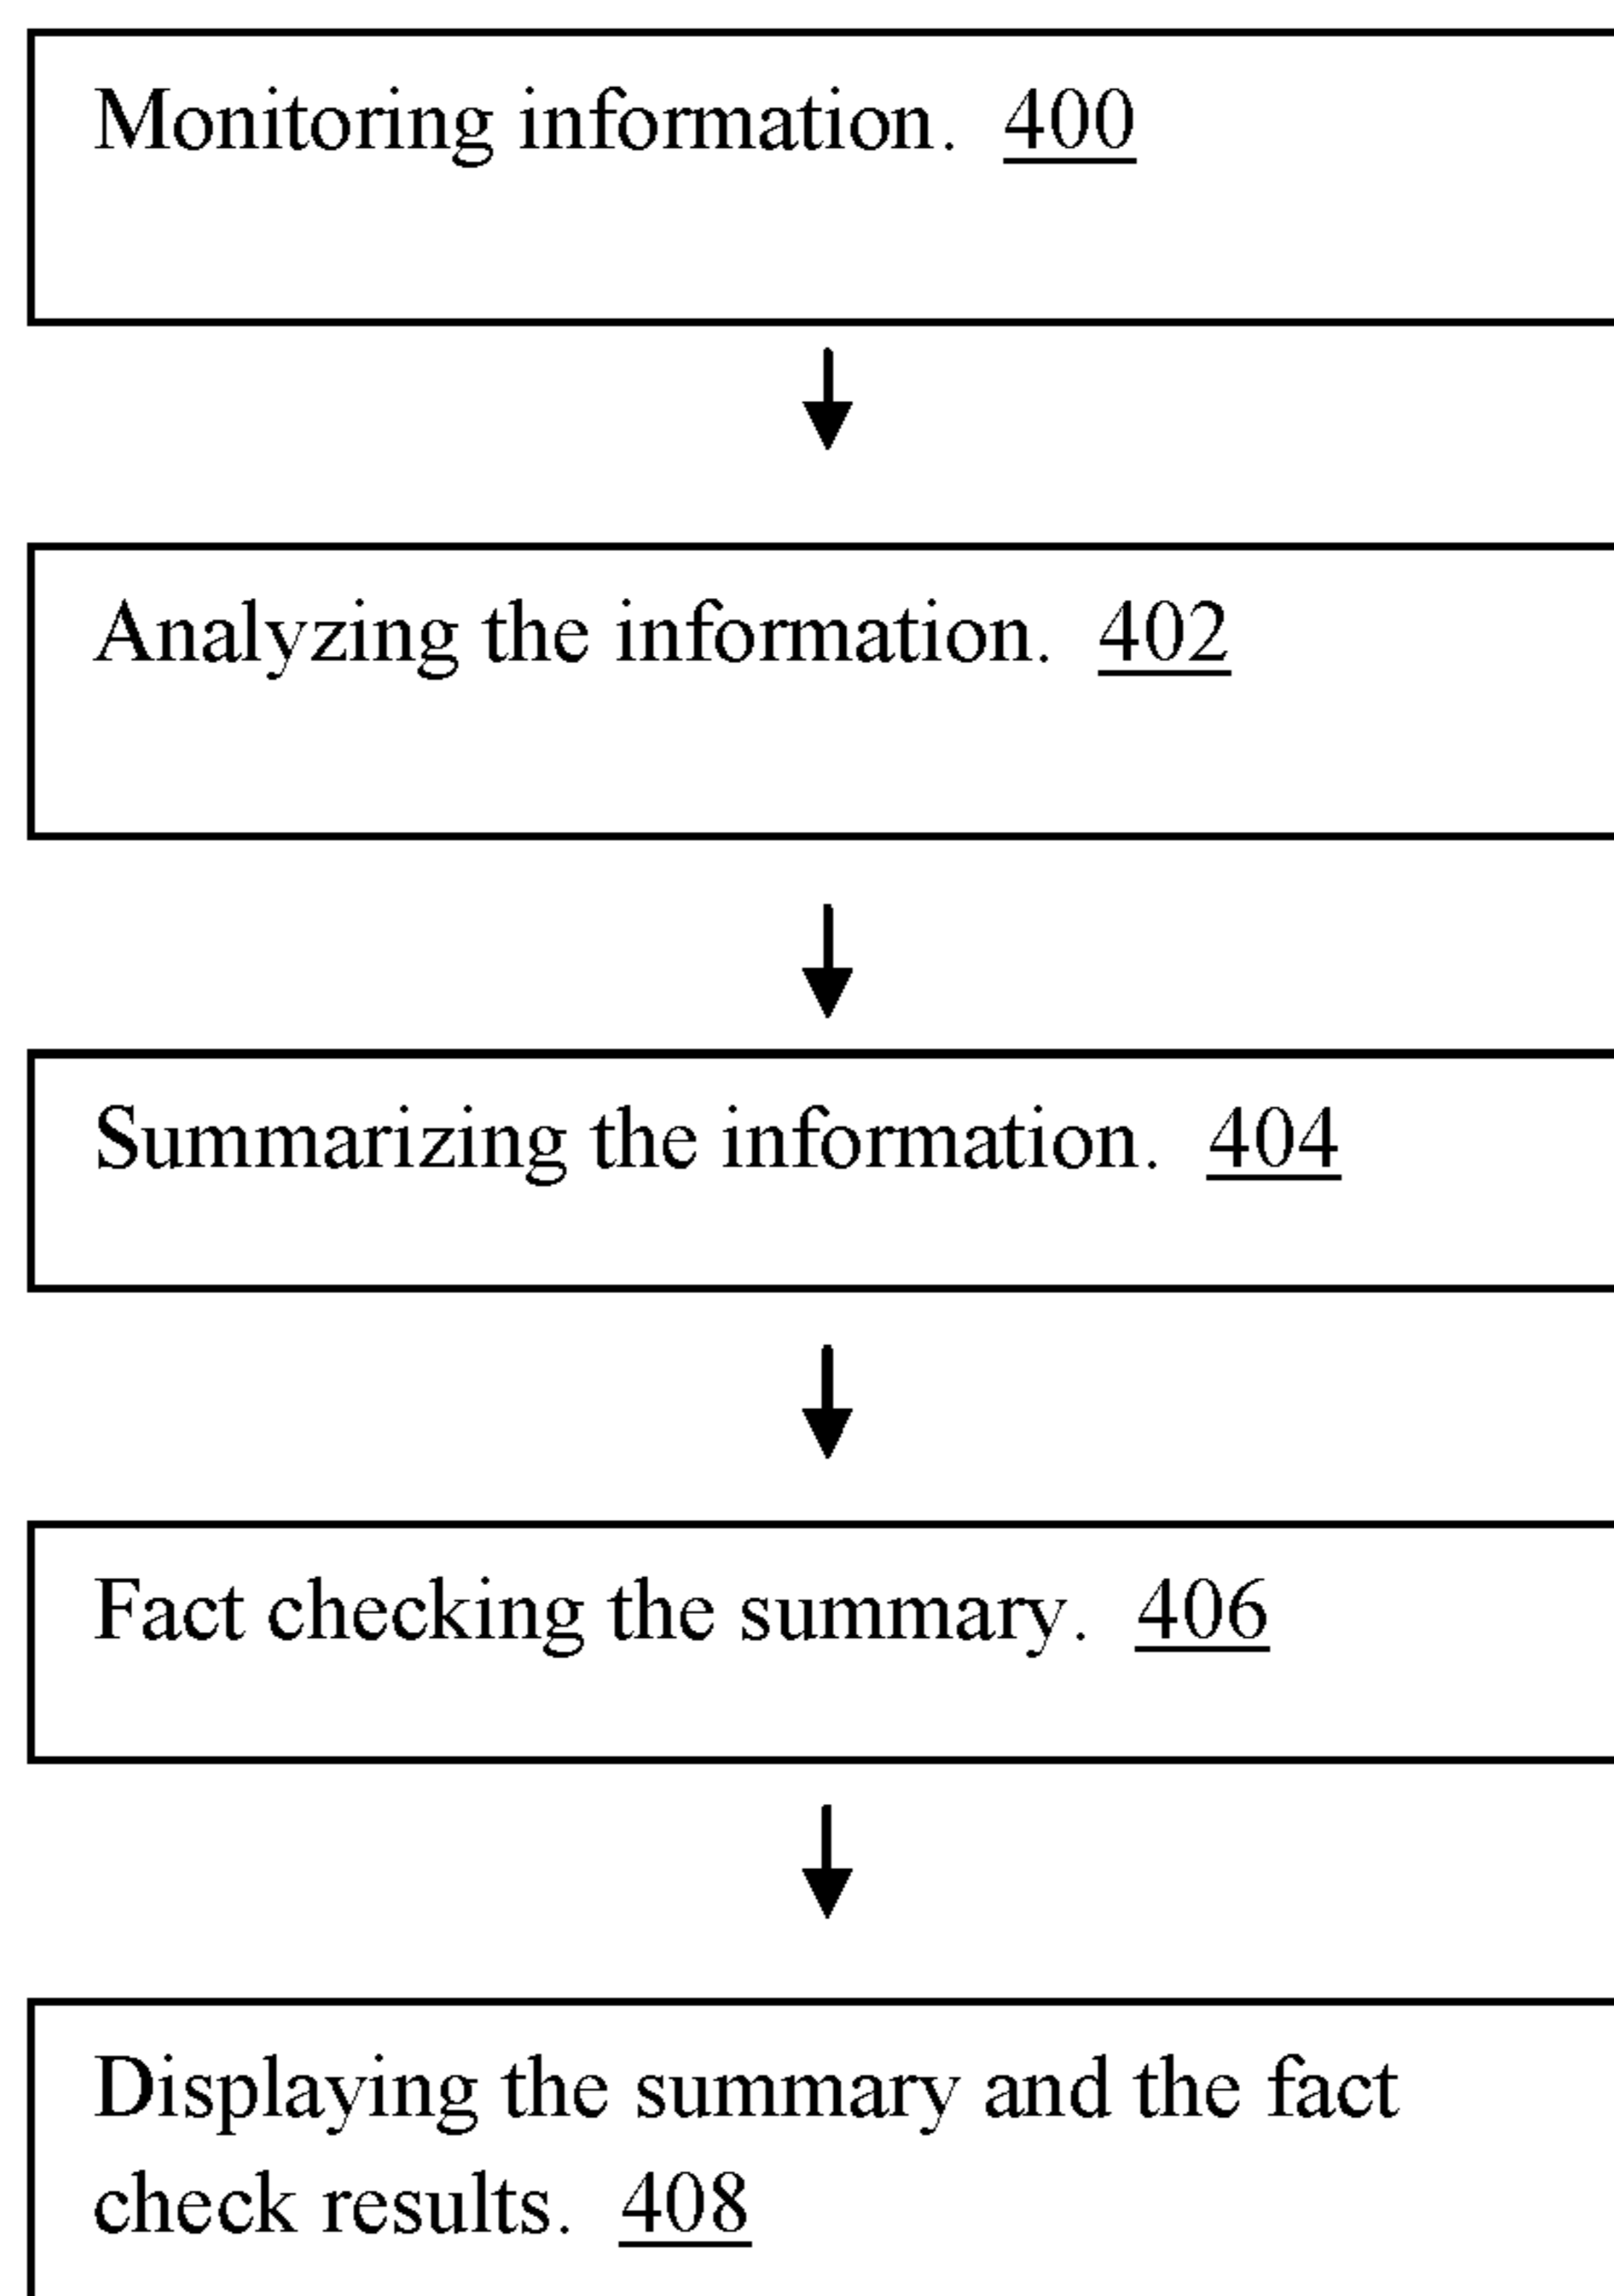 Monitoring information. 400
Analyzing the information. 402
Summarizing the information. 404
Fact checking the summary. 406
Displaying the summary and the fact
check results. 408